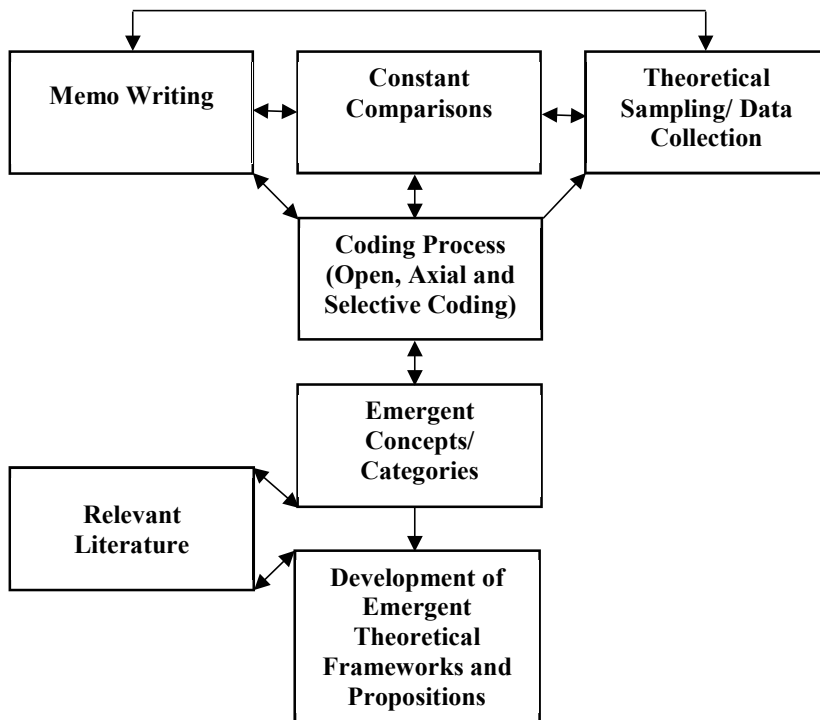 Memo Writing
Constant
Comparisons
Theoretical
Sampling/ Data
Collection
Coding Process
(Open, Axial and
Selective Coding)
Emergent
Concepts/
Categories
Relevant
Literature
Development of
Emergent
Theoretical
Frameworks and
Propositions